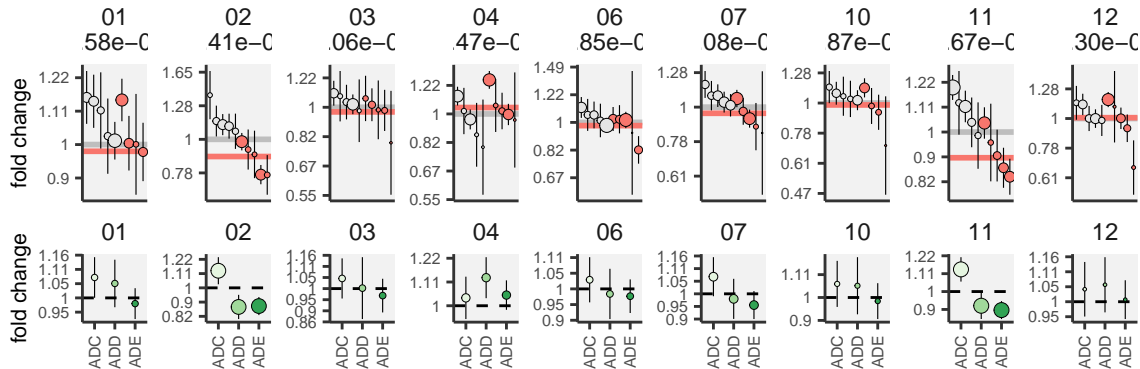 01 02 03 04 06 07 10 11 12
.58e−0 41e−0 .06e−0 .47e−0 .85e−0 08e−0 87e−0 .67e−0 .30e−0
fold change
1.22 1.11 1 0.9
1.65 1.28 1 0.78
1.22 1 0.82 0.67 0.55
1.22 1 0.82 0.67 0.55
1.49 1.22 1 0.82 0.67
1.28 1 0.78 0.61
1.28 1 0.78 0.61 0.47
1.22 1.11 1 0.9 0.82
1.28 1 0.78 0.61
01 02 03 04 06 07 10 11 12
fold change
1.16 1.11 1.05 1 0.95
1.22 1.11 1 0.9 0.82
1.16 1.11 1.05 1 0.95 0.9 0.86
1.22 1.11 1
1.11 1.05 1 0.95 0.9
1.16 1.11 1.05 1 0.95 0.9
1.11 1 0.9
1.22 1.11 1 0.9
1.16 1.11 1.05 1 0.95
ADC ADD ADE ADC ADD ADE ADC ADD ADE ADC ADD ADE ADC ADD ADE ADC ADD ADE ADC ADD ADE ADC ADD ADE ADC ADD ADE